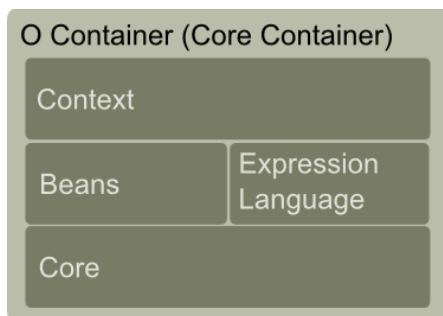 O Container (Core Container)
Context
Beans
Expression
Language
Core